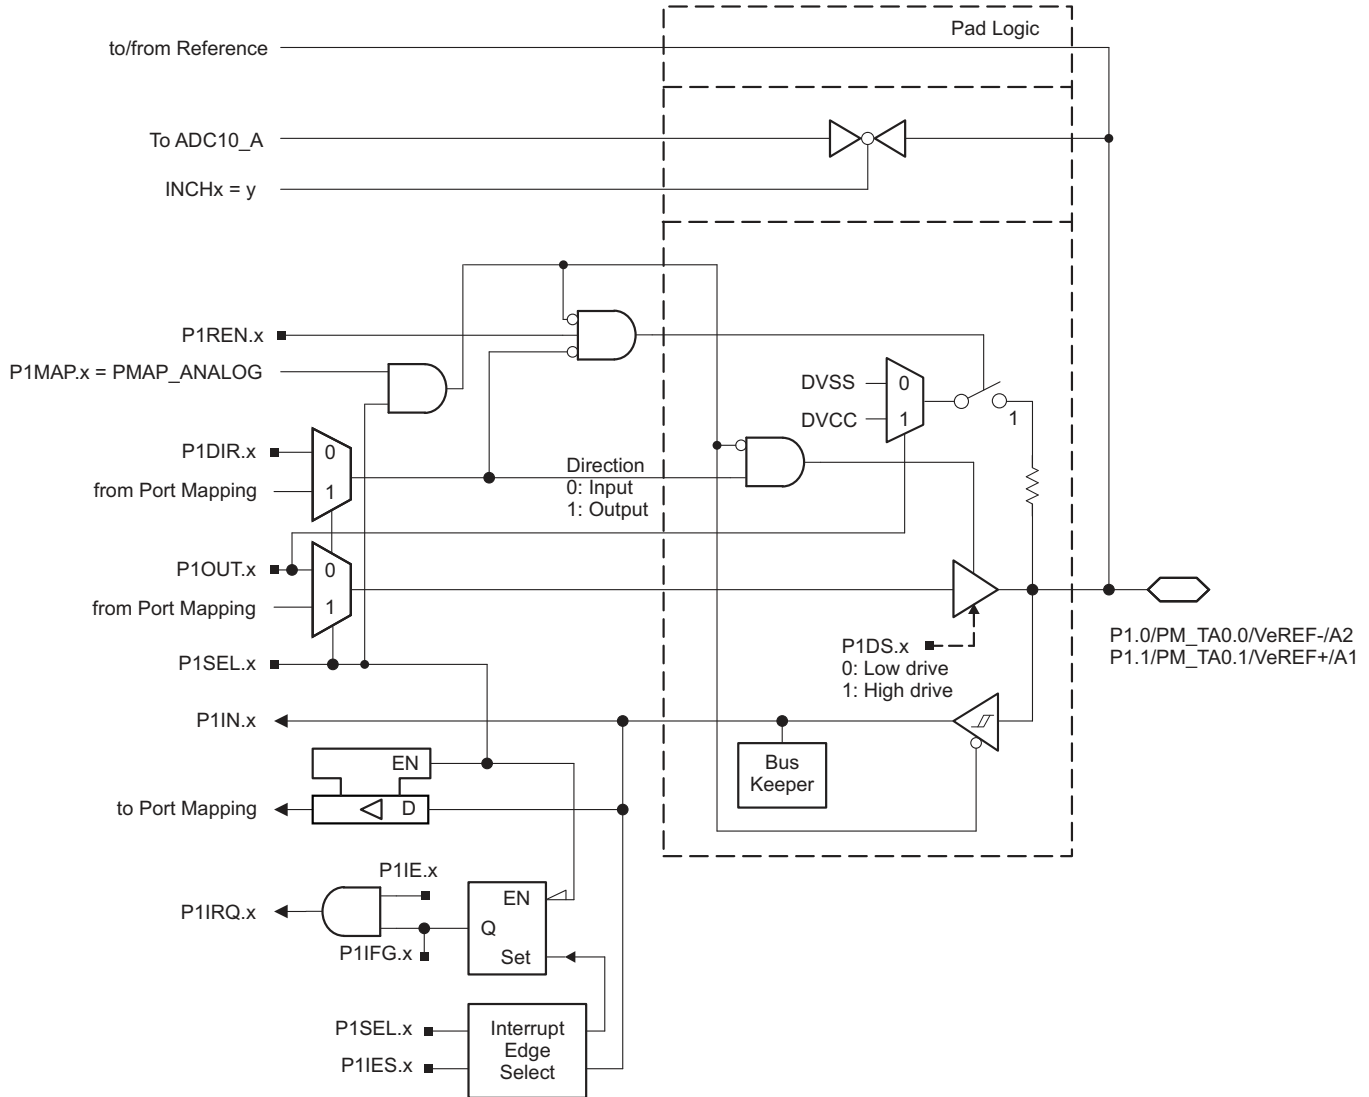 Pad Logic
to/from Reference
To ADC10_A
INCHx = y
P1REN.x
P1MAP.x = PMAP_ANALOG
DVSS
0
DVCC
1
1
P1DIR.x
0
from Port Mapping
1
Direction
0: Input
1: Output
P1OUT.x
0
from Port Mapping
1
P1SEL.x
P1DS.x
0: Low drive
1: High drive
P1.0/PM_TA0.0/VeREF-/A2
P1.1/PM_TA0.1/VeREF+/A1
P1IN.x
EN
Bus
Keeper
to Port Mapping
D
P1IE.x
EN
P1IRQ.x
Q
P1IFG.x
Set
P1SEL.x
P1IES.x
Interrupt
Edge
Select